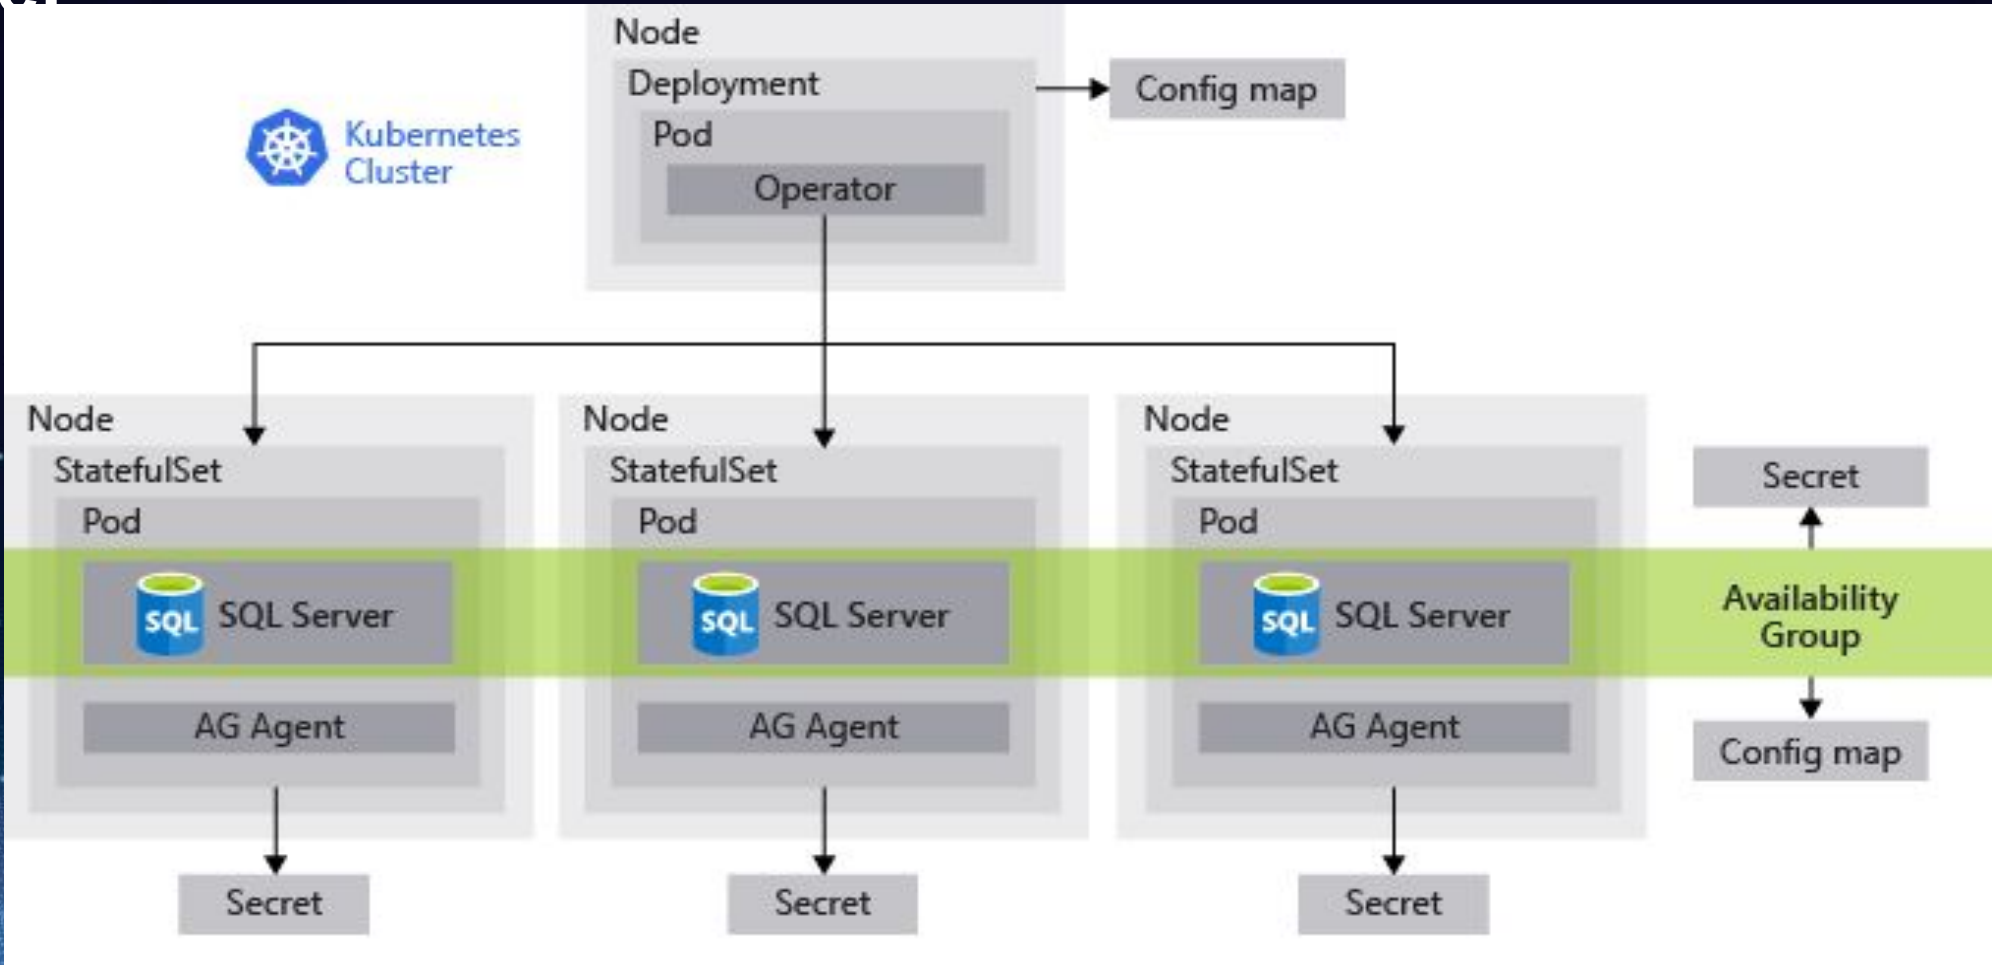 Node
Deployment
Config map
Pod
Kubernetes
Cluster
Operator
Node
Node
Node
StatefulSet
StatefulSet
StatefulSet
Secret
Pod
Pod
Pod
SQL SQL Server
SQL SQL Server
SQL SQL Server
Availability
Group
AG Agent
AG Agent
AG Agent
Config map
Secret
Secret
Secret